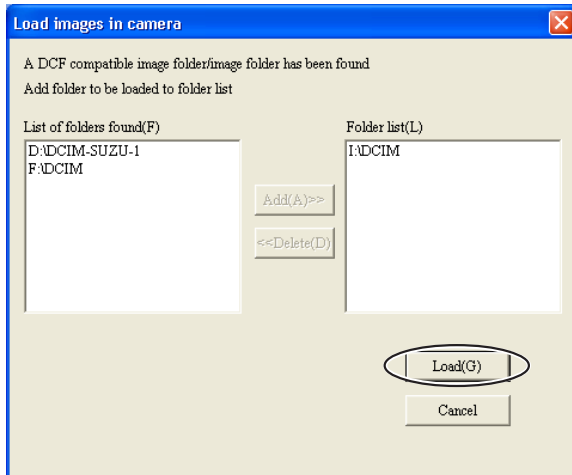 Load images in camera
A DCF compatible image folder/image folder has been found
Add folder to be loaded to folder list
List of folders found(F)
D:\DCIM-SUZU-1
F:\DCIM
Add(A)>>
<<Delete(D)
Folder list(L)
I:\DCIM
Load(G)
Cancel